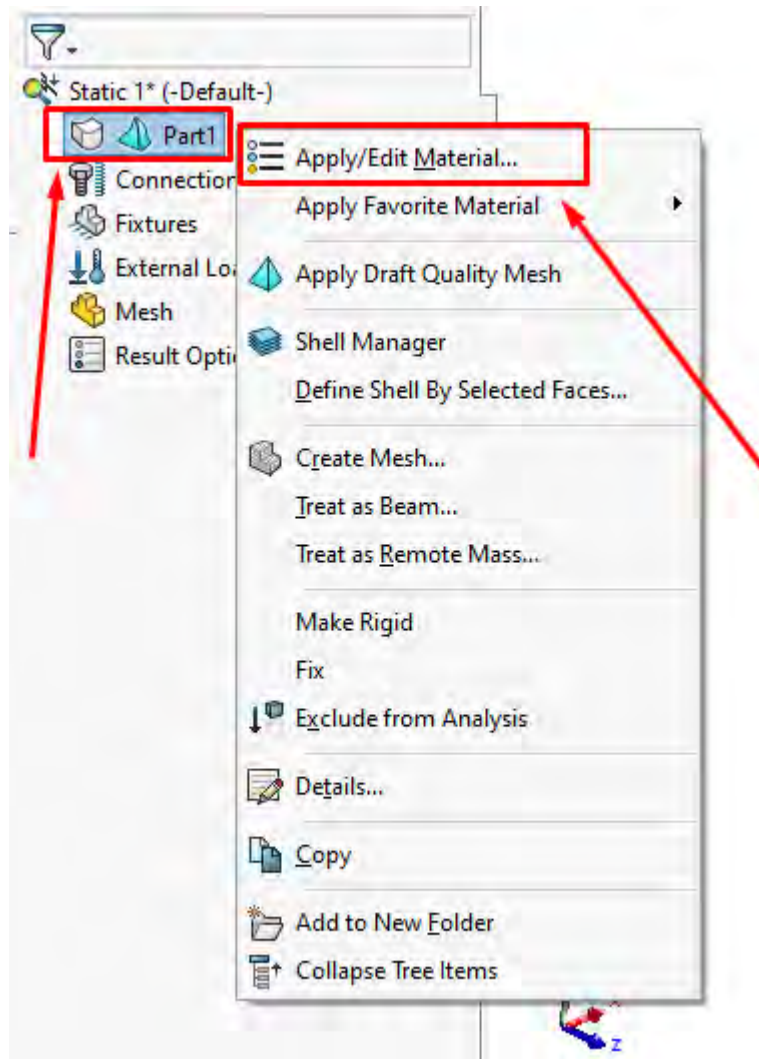 Static 1* (-Default-)
Part1
Connection
Fixtures
External Loa
Mesh
Result Optio
Apply/Edit Material...
Apply Favorite Material
Apply Draft Quality Mesh
Shell Manager
Define Shell By Selected Faces...
Create Mesh...
Treat as Beam...
Treat as Remote Mass...
Make Rigid
Fix
Exclude from Analysis
Details...
Copy
Add to New Folder
Collapse Tree Items
z